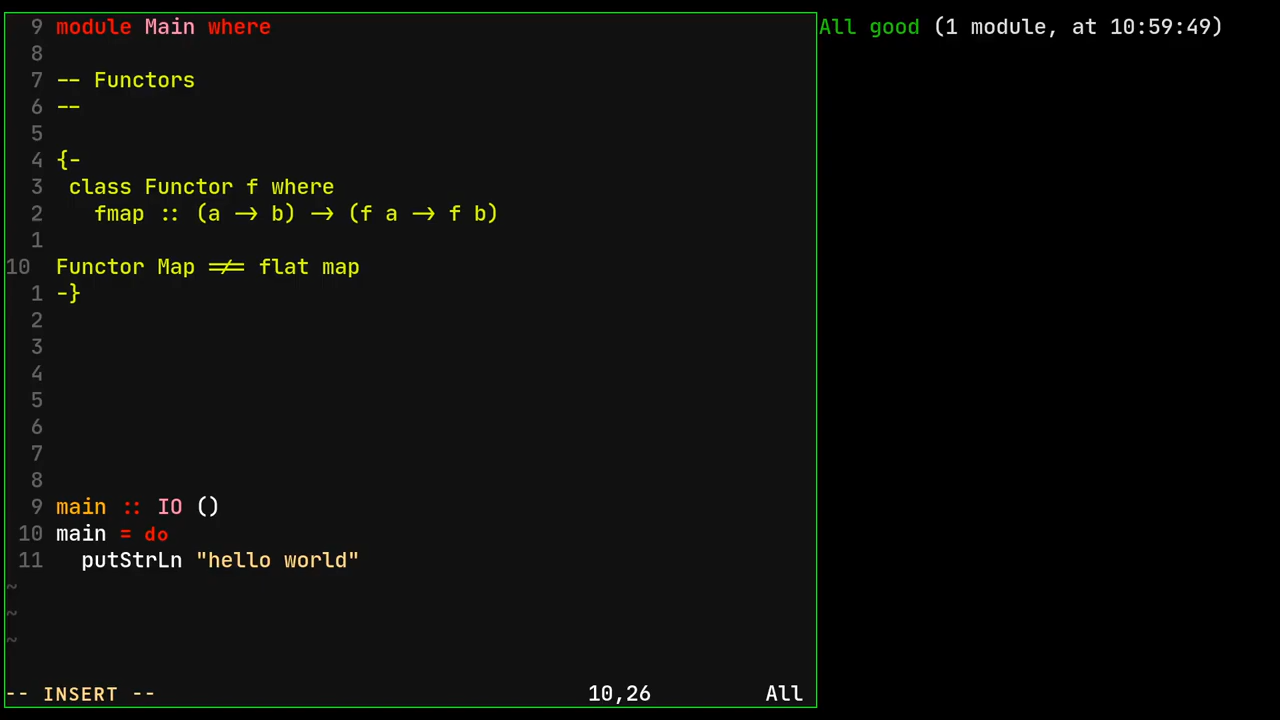 9 module Main where
8
7 -- Functors
6 --
5
4 {-
3 class Functor f where
2 fmap :: (a -> b) -> (f a -> f b)
1
10 Functor Map =/= flat map
1 -}
2
3
4
5
6
7
8
9 main :: IO ()
10 main = do
11 putStrLn "hello world"
~
~
~
-- INSERT -- 10,26 All
All good (1 module, at 10:59:49)